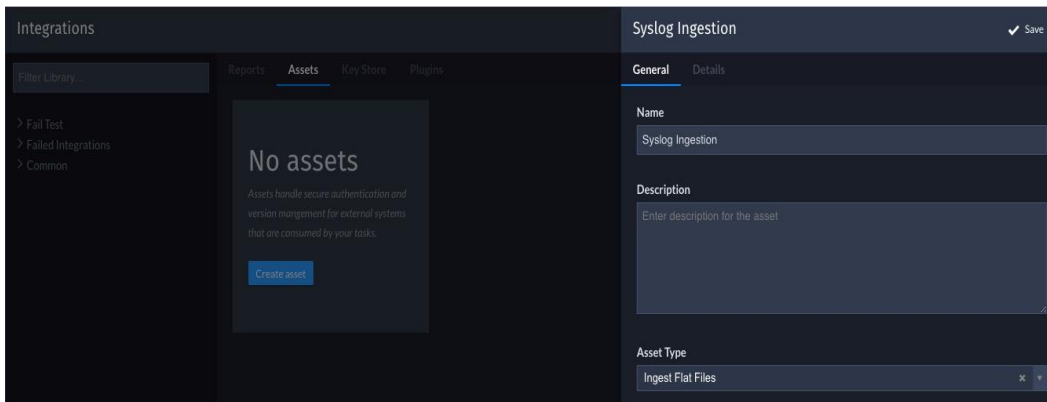 Integrations
Filter Library...
> Fail Test
> Failed Integrations
> Common
Reports Assets Key Store Plugins
No assets
Assets handle secure authentication and
version mangement for external systems
that are consumed by your tasks.
Create asset
Syslog Ingestion
Save
General Details
Name
Syslog Ingestion
Description
Enter description for the asset
Asset Type
Ingest Flat Files